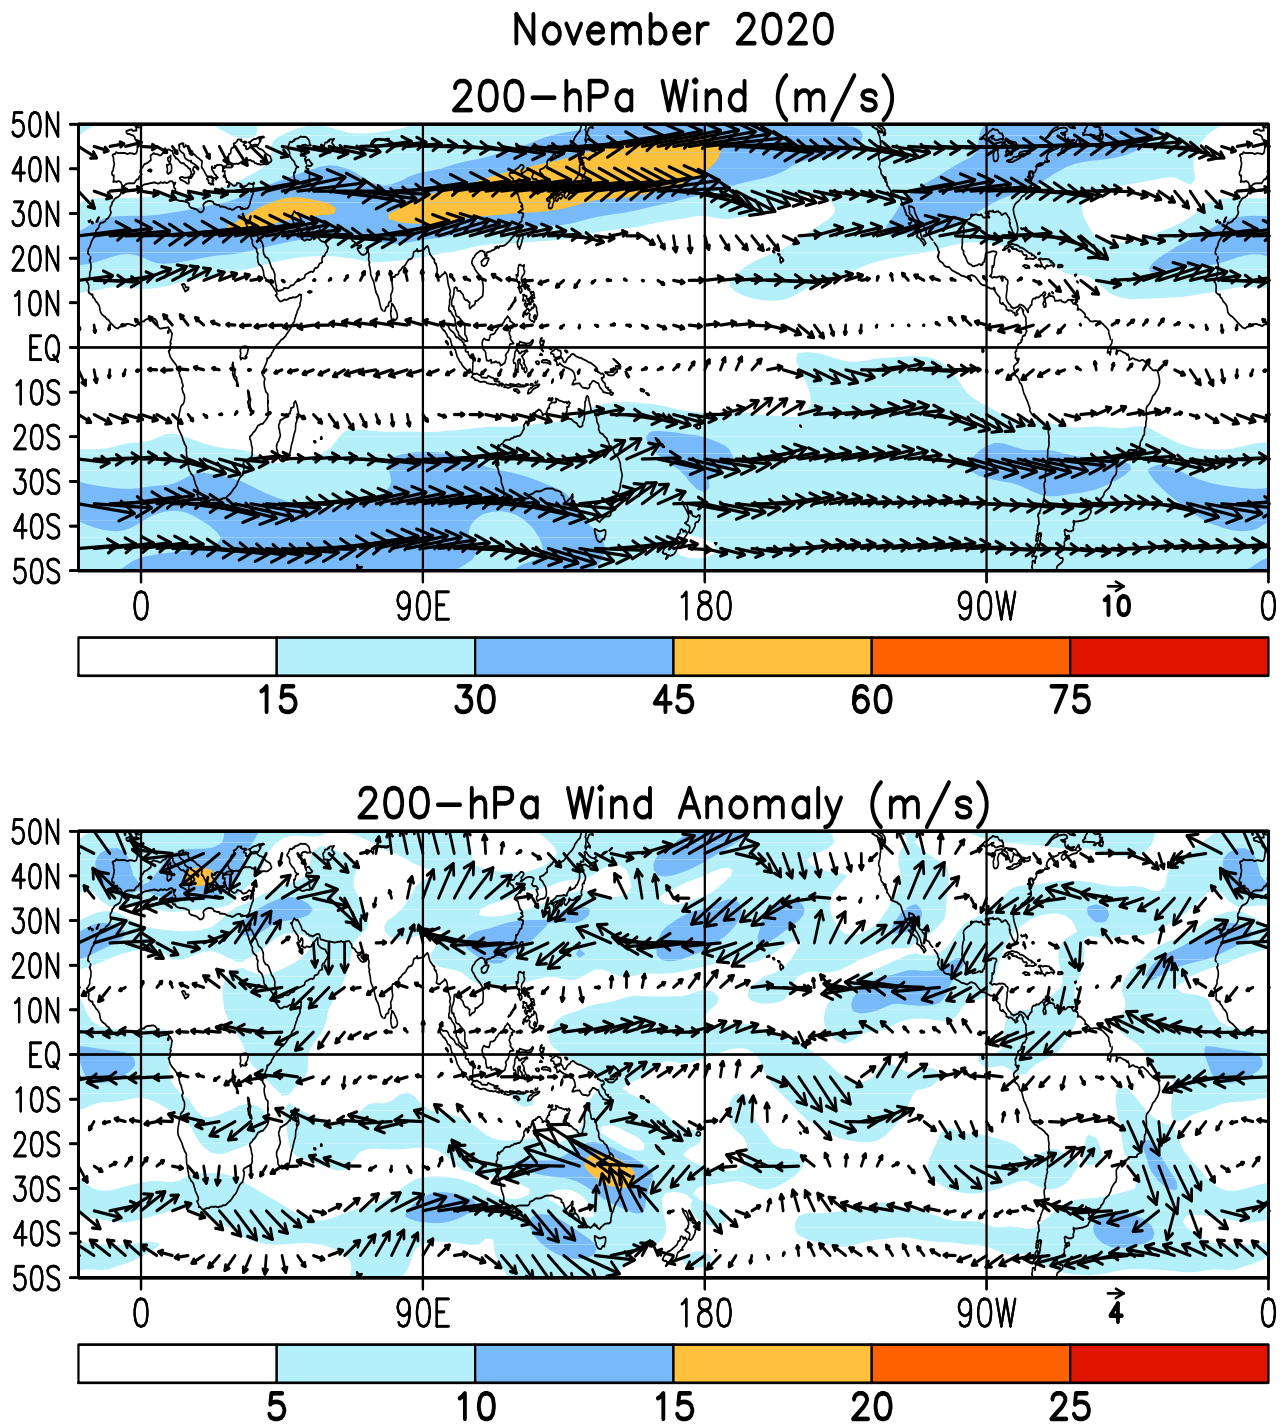 November 2020
200-hPa Wind (m/s)
50N
40N
30N
20N
10N
EQ
10S
20S
30S
40S
50S
0 90E 180 90W 10 0
15 30 45 60 75
200-hPa Wind Anomaly (m/s)
50N
40N
30N
20N
10N
EQ
10S
20S
30S
40S
50S
0 90E 180 90W 4 0
5 10 15 20 25